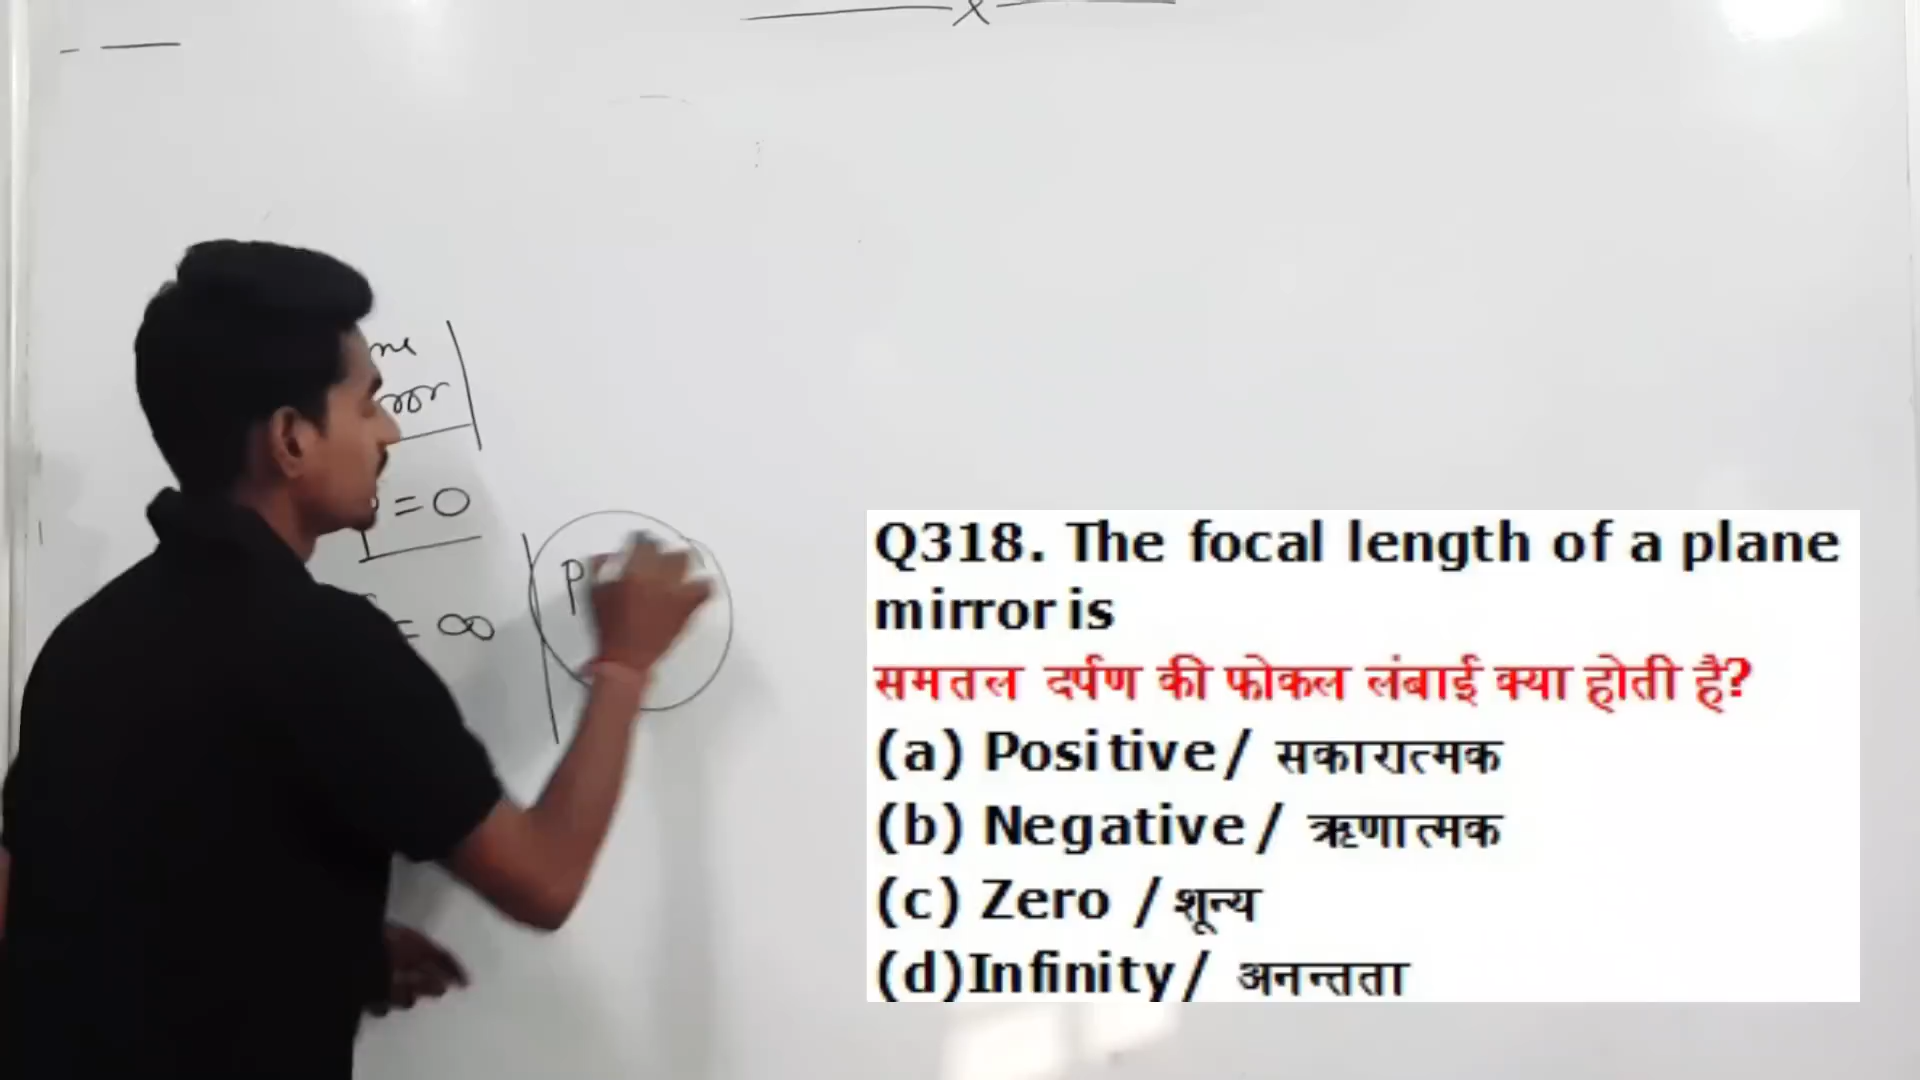 = 0
= ∞
P
Q318. The focal length of a plane
mirror is
समतल दर्पण की फोकल लंबाई क्या होती है?
(a) Positive/ सकारात्मक
(b) Negative/ ऋणात्मक
(c) Zero / शून्य
(d)Infinity/ अनन्तता